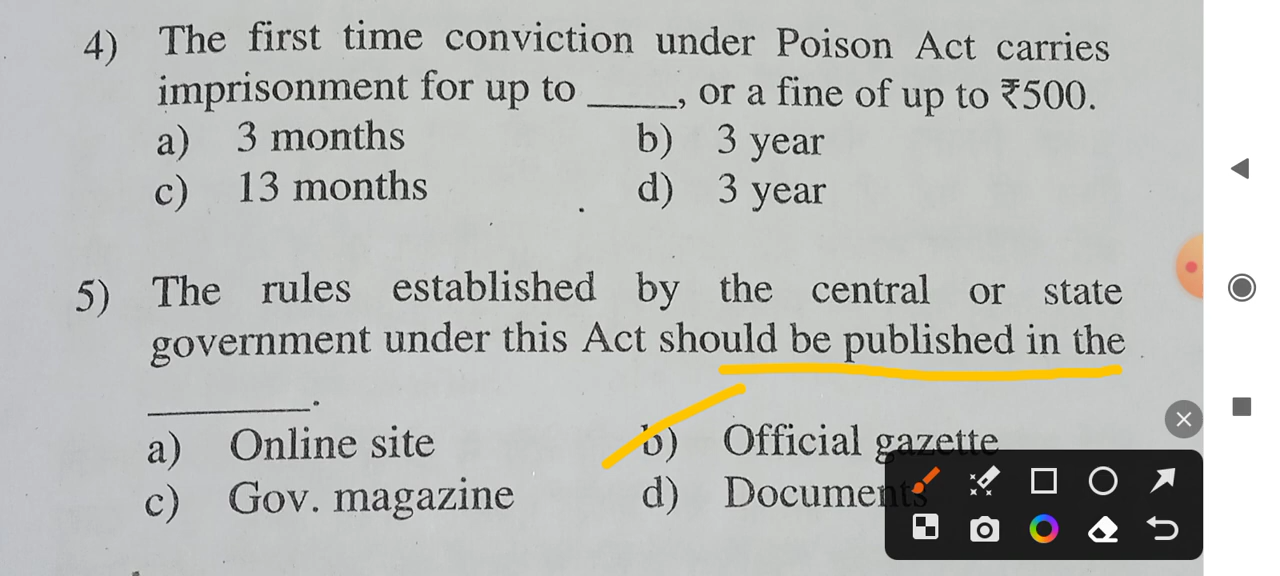 4) The first time conviction under Poison Act carries
imprisonment for up to _____, or a fine of up to ₹500.
a) 3 months b) 3 year
c) 13 months d) 3 year
5) The rules established by the central or state
government under this Act should be published in the
_________.
a) Online site b) Official gazette
c) Gov. magazine d) Documents